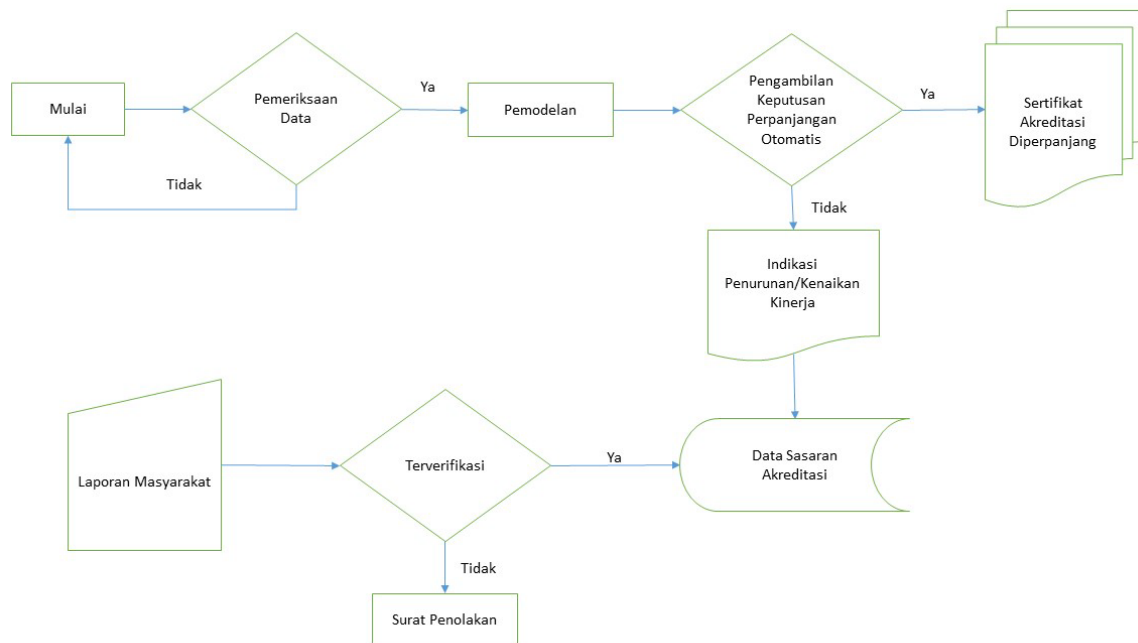 Mulai
Pemeriksaan
Data
Ya
Tidak
Pemodelan
Pengambilan
Keputusan
Perpanjangan
Otomatis
Ya
Sertifikat
Akreditasi
Diperpanjang
Tidak
Indikasi
Penurunan/Kenaikan
Kinerja
Laporan Masyarakat
Terverifikasi
Ya
Data Sasaran
Akreditasi
Tidak
Surat Penolakan